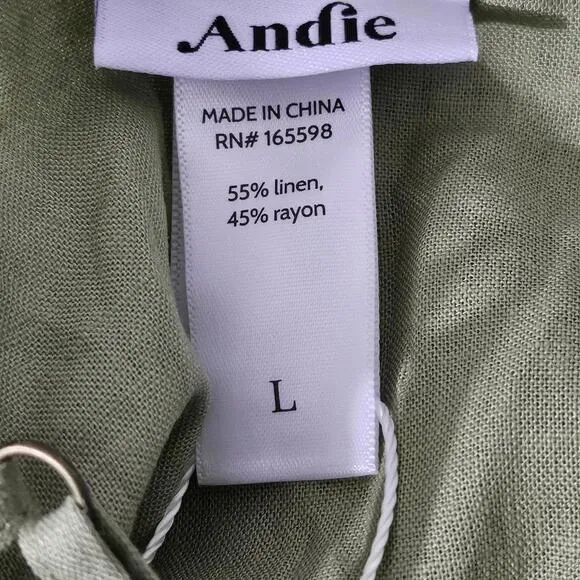 Andie
MADE IN CHINA
RN# 165598
55% linen,
45% rayon
L